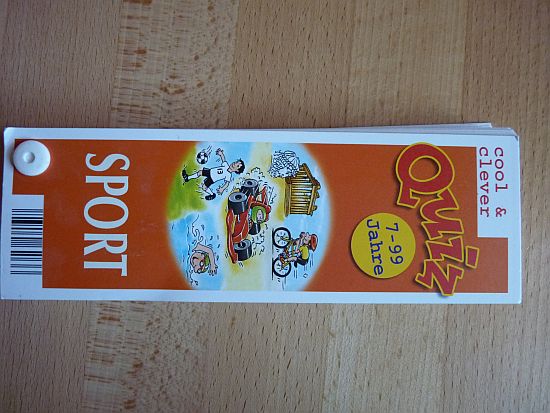 cool &
clever
Quiz
7-99
Jahre
SPORT